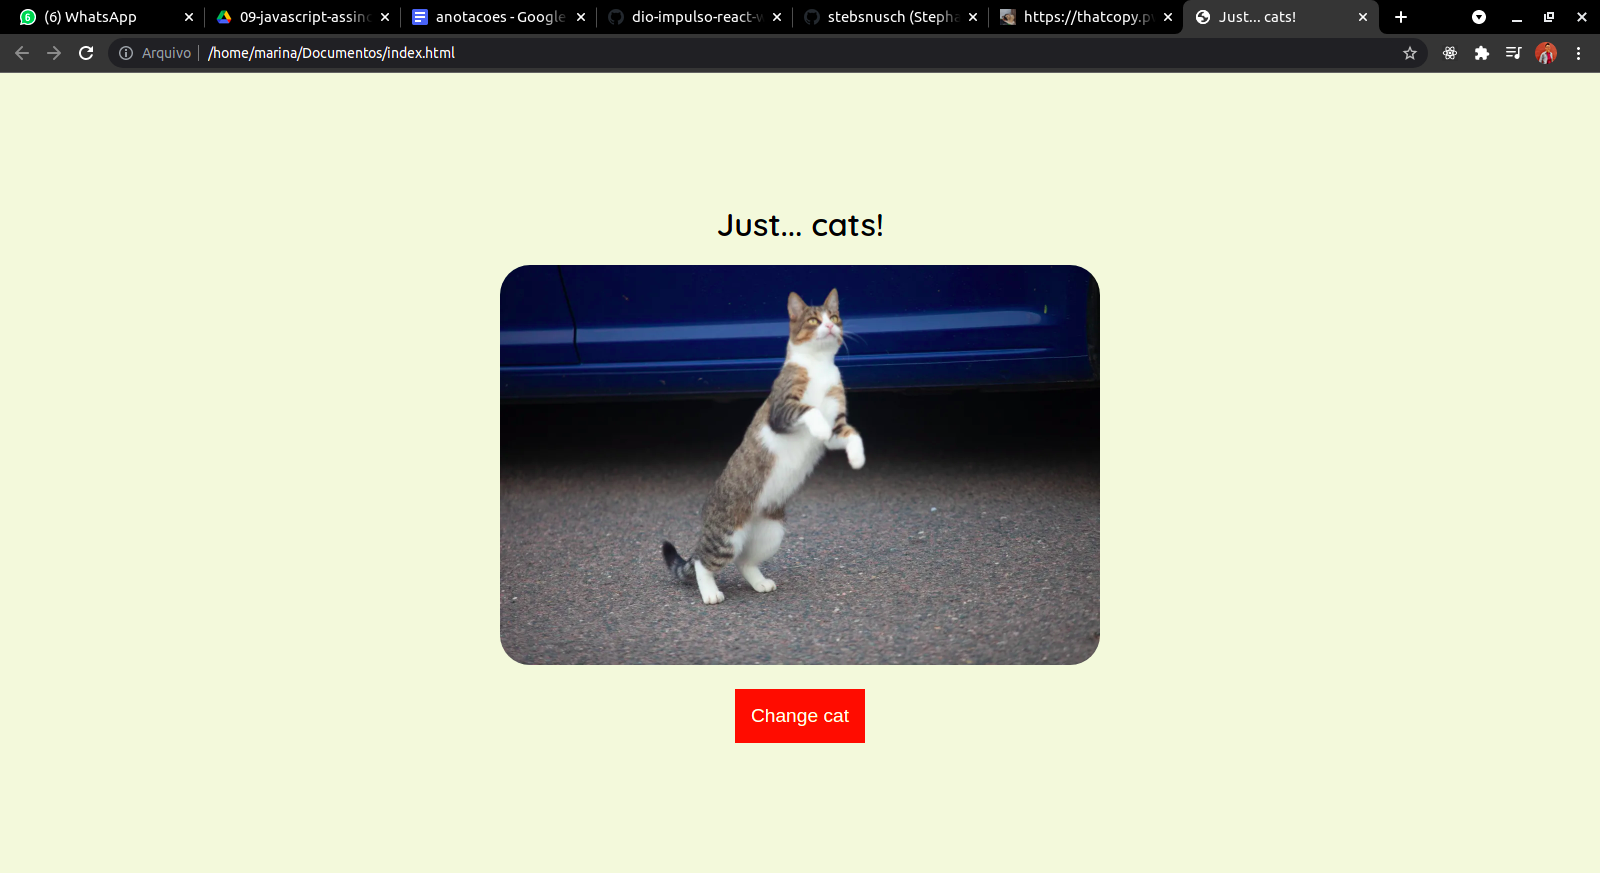 (6) WhatsApp
09-javascript-assinc
anotacoes - Google
dio-impulso-react-w
stebsnusch (Stepha
https://thatcopy.pw
Just... cats!
Arquivo
/home/marina/Documentos/index.html
Just... cats!
Change cat